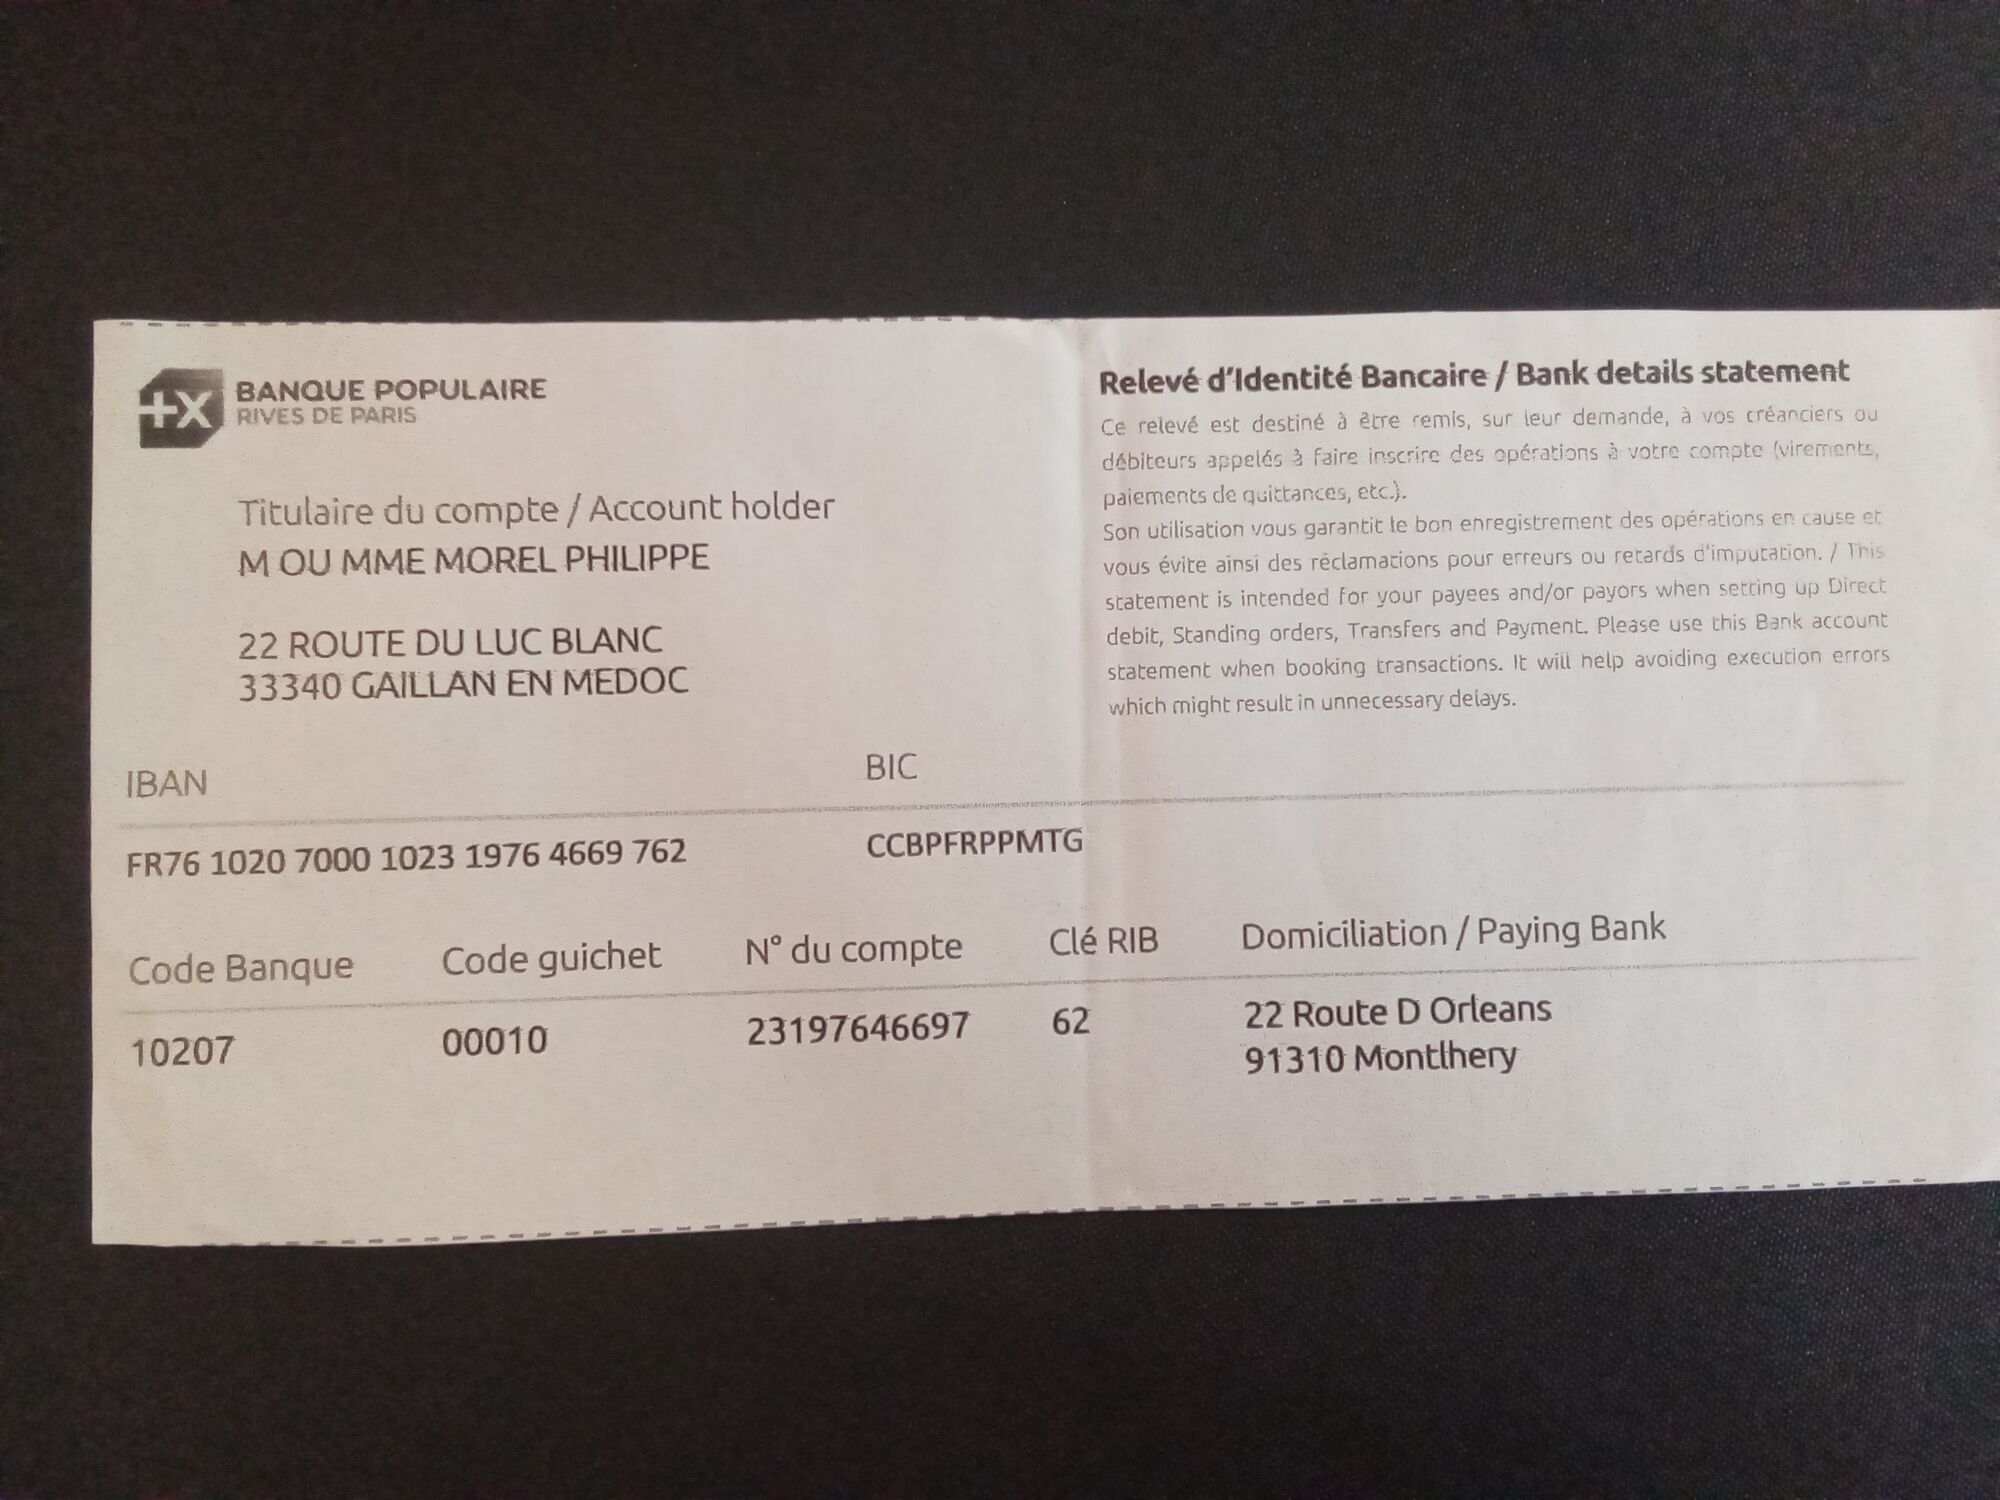 +X BANQUE POPULAIRE
RIVES DE PARIS
Titulaire du compte / Account holder
M OU MME MOREL PHILIPPE
22 ROUTE DU LUC BLANC
33340 GAILLAN EN MEDOC
Relevé d'Identité Bancaire / Bank details statement
Ce relevé est destiné à être remis, sur leur demande, à vos créanciers ou
débiteurs appelés à faire inscrire des opérations à votre compte (virements,
paiements de quittances, etc.).
Son utilisation vous garantit le bon enregistrement des opérations en cause et
vous évite ainsi des réclamations pour erreurs ou retards d'imputation. / This
statement is intended for your payees and/or payors when setting up Direct
debit, Standing orders, Transfers and Payment. Please use this Bank account
statement when booking transactions. It will help avoiding execution errors
which might result in unnecessary delays.
IBAN BIC
FR76 1020 7000 1023 1976 4669 762 CCBPFRPPMTG
Code Banque Code guichet N° du compte Clé RIB Domiciliation / Paying Bank
10207 00010 23197646697 62 22 Route D Orleans
91310 Montlhery